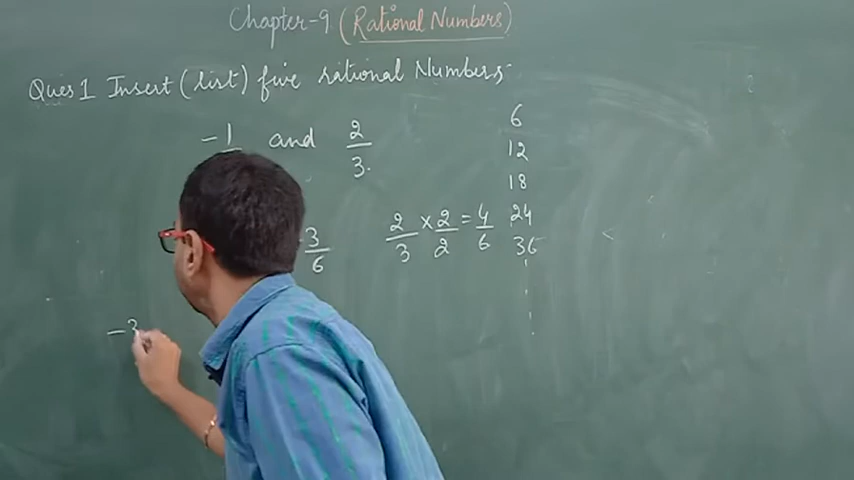 Chapter-9 (Rational Numbers)
Ques 1 Insert (list) five rational Numbers
-1 and 2/3.
3/6 2/3 × 2/2 = 4/6
6
12
18
24
36
<
-3